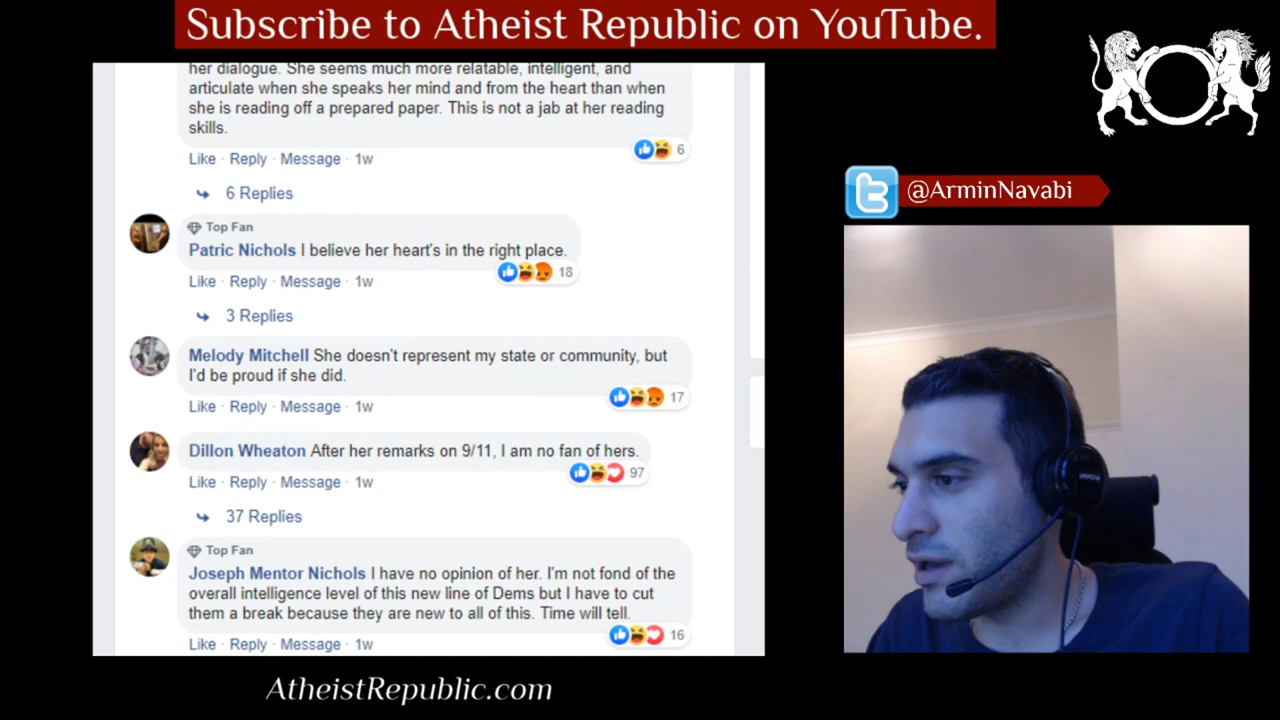 Subscribe to Atheist Republic on YouTube.
her dialogue. She seems much more relatable, intelligent, and
articulate when she speaks her mind and from the heart than when
she is reading off a prepared paper. This is not a jab at her reading
skills.
6
Like · Reply · Message · 1w
6 Replies
Top Fan
Patric Nichols I believe her heart's in the right place.
18
Like · Reply · Message · 1w
3 Replies
Melody Mitchell She doesn't represent my state or community, but
I'd be proud if she did.
17
Like · Reply · Message · 1w
Dillon Wheaton After her remarks on 9/11, I am no fan of hers.
97
Like · Reply · Message · 1w
37 Replies
Top Fan
Joseph Mentor Nichols I have no opinion of her. I'm not fond of the
overall intelligence level of this new line of Dems but I have to cut
them a break because they are new to all of this. Time will tell.
16
Like · Reply · Message · 1w
@ArminNavabi
AtheistRepublic.com